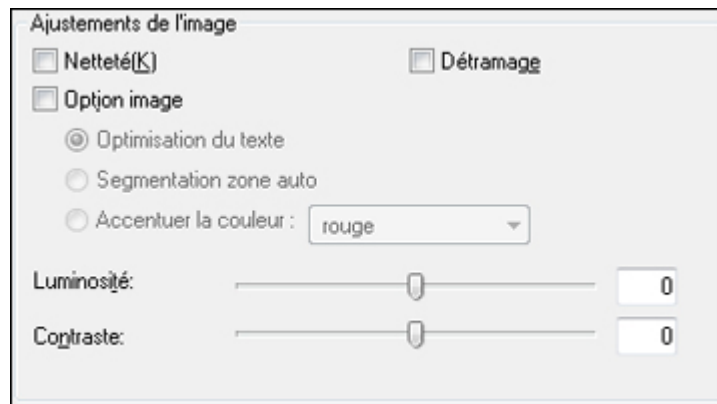 Ajustements de l'image
Netteté(K) Détramage
Option image
Optimisation du texte
Segmentation zone auto
Accentuer la couleur : rouge
Luminosité: 0
Contraste: 0